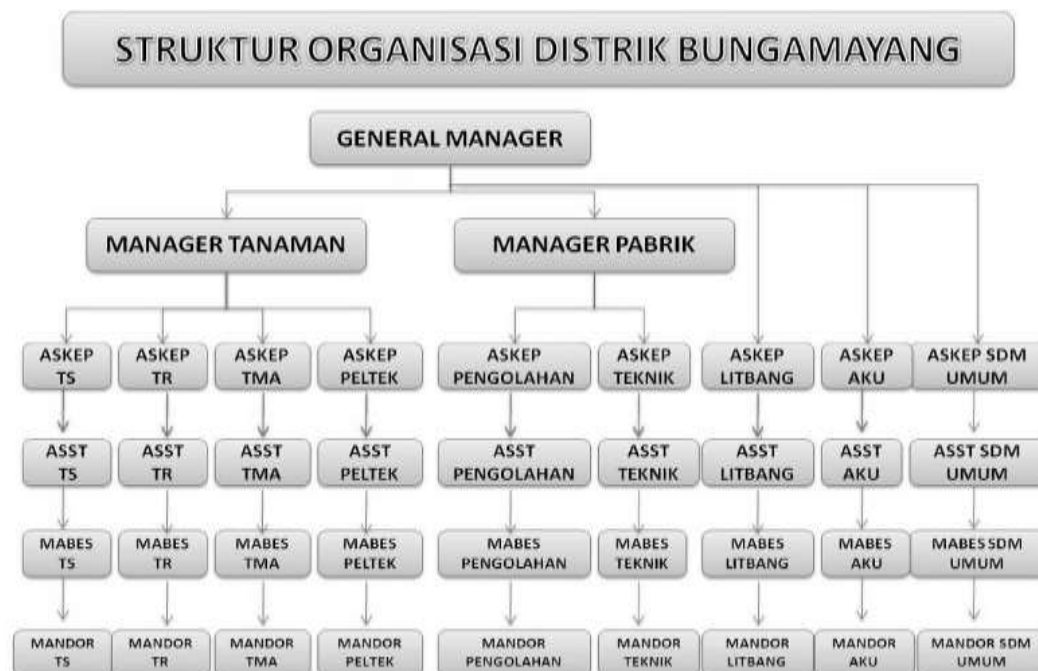 STRUKTUR ORGANISASI DISTRIK BUNGAMAYANG
GENERAL MANAGER
MANAGER TANAMAN
MANAGER PABRIK
ASKEP
TS
ASKEP
TR
ASKEP
TMA
ASKEP
PELTEK
ASKEP
PENGOLAHAN
ASKEP
TEKNIK
ASKEP
LITBANG
ASKEP
AKU
ASKEP SDM
UMUM
ASST
TS
ASST
TR
ASST
TMA
ASST
PELTEK
ASST
PENGOLAHAN
ASST
TEKNIK
ASST
LITBANG
ASST
AKU
ASST SDM
UMUM
MABES
TS
MABES
TR
MABES
TMA
MABES
PELTEK
MABES
PENGOLAHAN
MABES
TEKNIK
MABES
LITBANG
MABES
AKU
MABES SDM
UMUM
MANDOR
TS
MANDOR
TR
MANDOR
TMA
MANDOR
PELTEK
MANDOR
PENGOLAHAN
MANDOR
TEKNIK
MANDOR
LITBANG
MANDOR
AKU
MANDOR SDM
UMUM